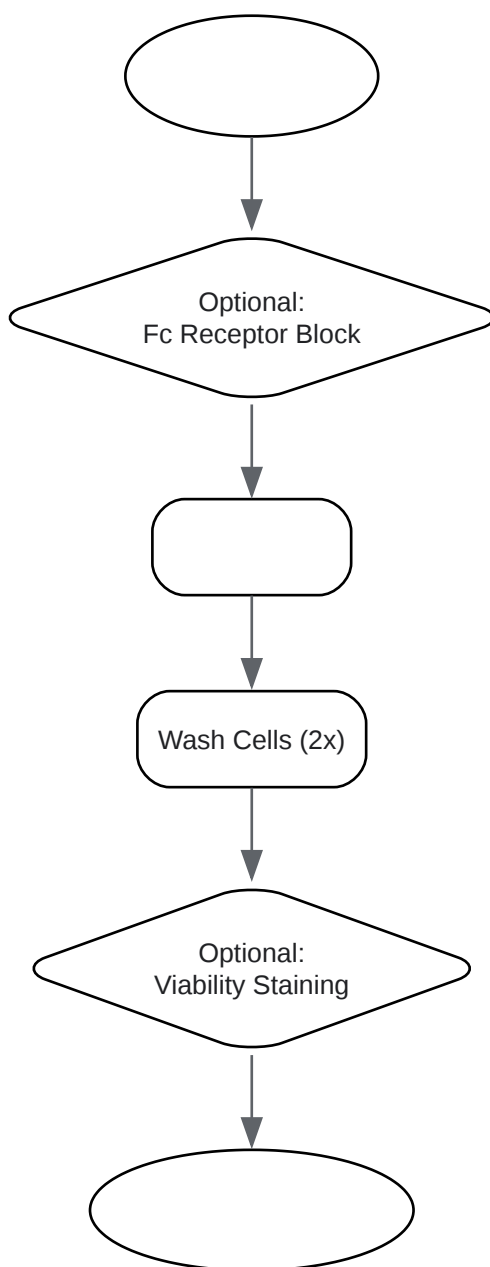 Optional:
Fc Receptor Block
Wash Cells (2x)
Optional:
Viability Staining